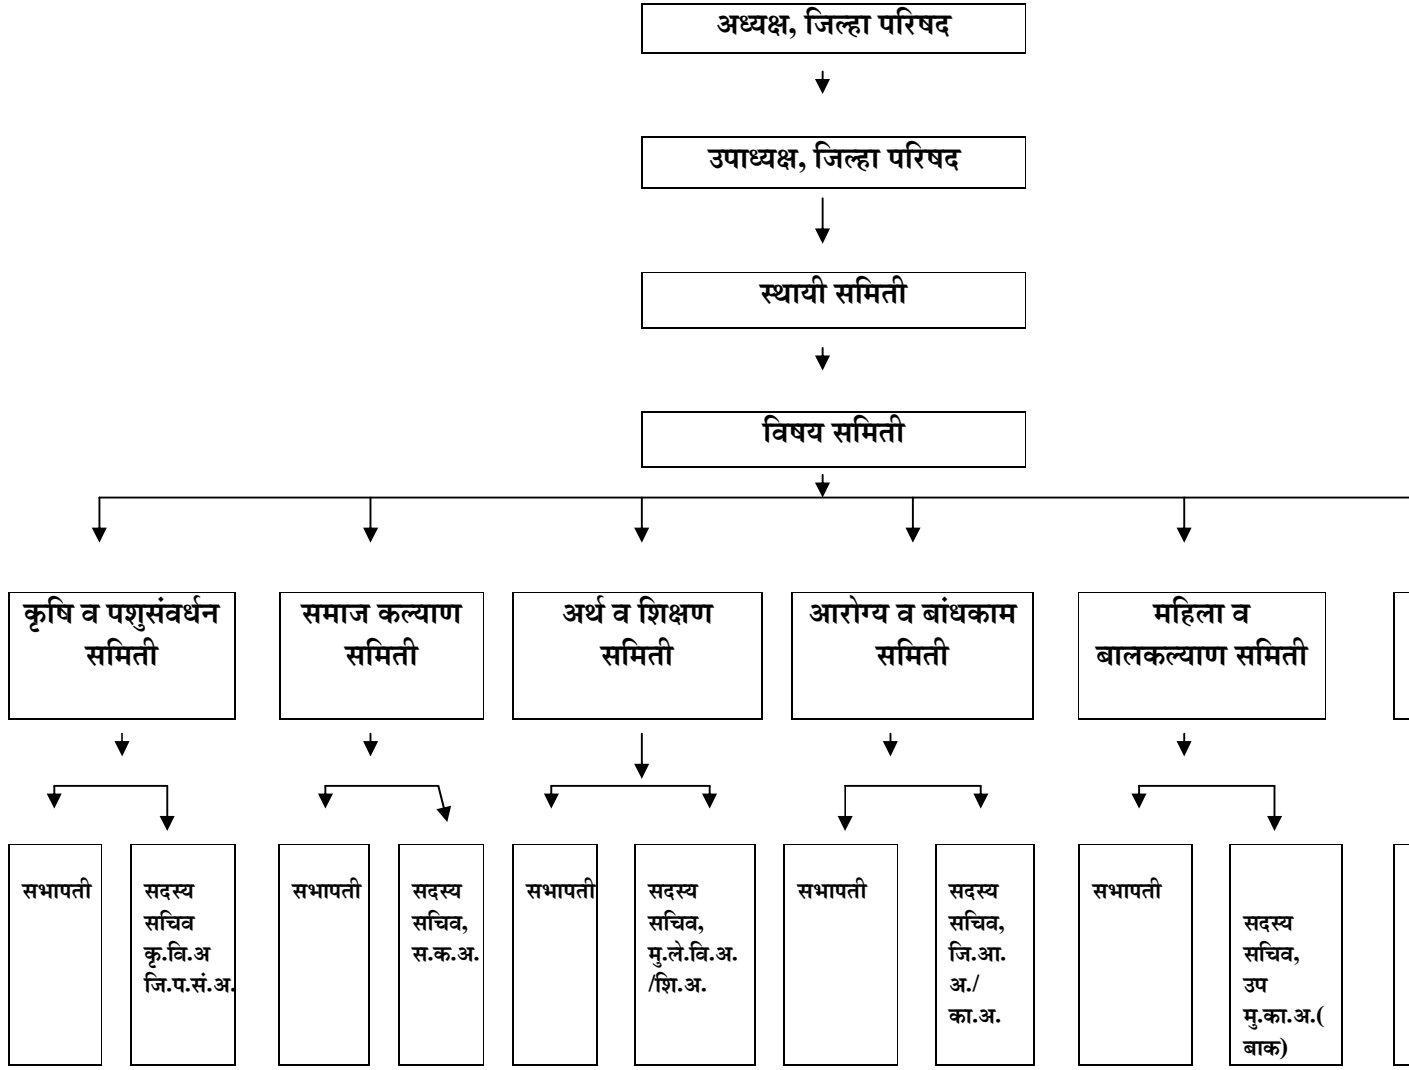 अध्यक्ष, जिल्हा परिषद
उपाध्यक्ष, जिल्हा परिषद
स्थायी समिती
विषय समिती
कृषि व पशुसंवर्धन
समिती
समाज कल्याण
समिती
अर्थ व शिक्षण
समिती
आरोग्य व बांधकाम
समिती
महिला व
बालकल्याण समिती
सभापती
सदस्य
सचिव
कृ.वि.अ
जि.प.सं.अ.
सभापती
सदस्य
सचिव,
स.क.अ.
सभापती
सदस्य
सचिव,
मु.ले.वि.अ.
/शि.अ.
सभापती
सदस्य
सचिव,
जि.आ.
अ./
का.अ.
सभापती
सदस्य
सचिव,
उप
मु.का.अ.(
बाक)